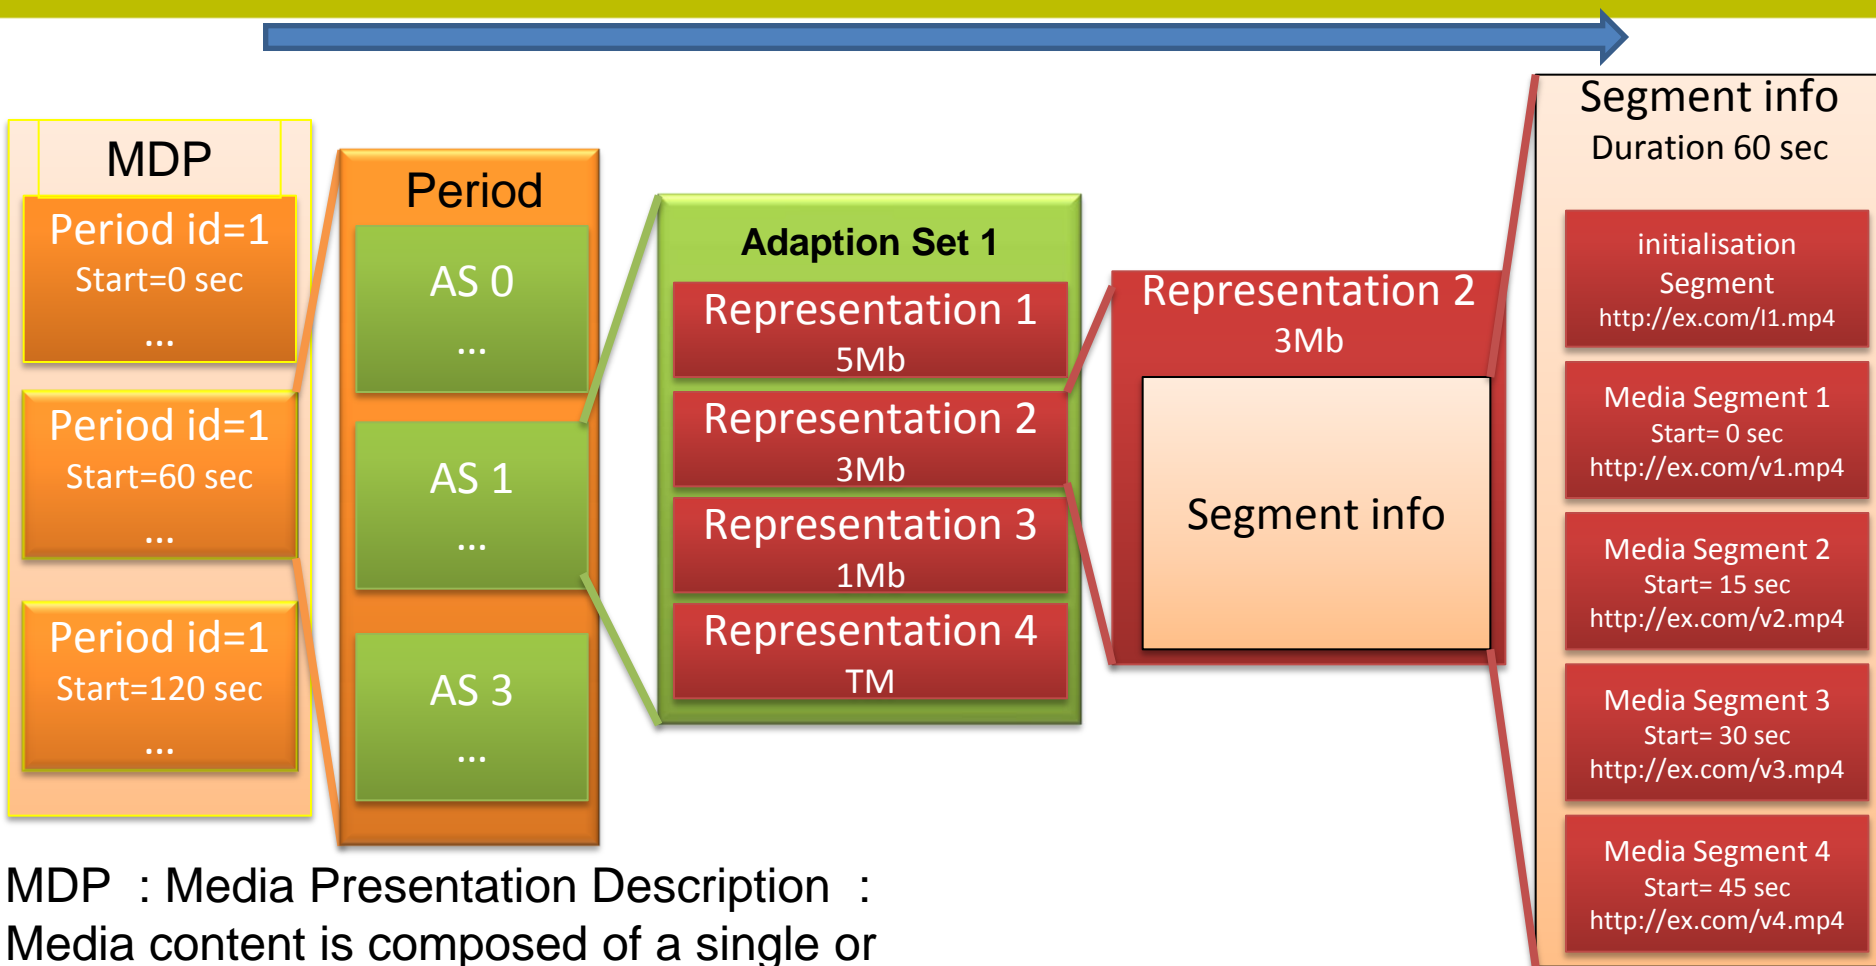 MDP
Period id=1
Start=0 sec
...
Period id=1
Start=60 sec
...
Period id=1
Start=120 sec
...
Period
AS 0
...
AS 1
...
AS 3
...
Adaption Set 1
Representation 1
5Mb
Representation 2
3Mb
Representation 3
1Mb
Representation 4
TM
Representation 2
3Mb
Segment info
Segment info
Duration 60 sec
initialisation
Segment
http://ex.com/I1.mp4
Media Segment 1
Start= 0 sec
http://ex.com/v1.mp4
Media Segment 2
Start= 15 sec
http://ex.com/v2.mp4
Media Segment 3
Start= 30 sec
http://ex.com/v3.mp4
Media Segment 4
Start= 45 sec
http://ex.com/v4.mp4
MDP : Media Presentation Description :
Media content is composed of a single or